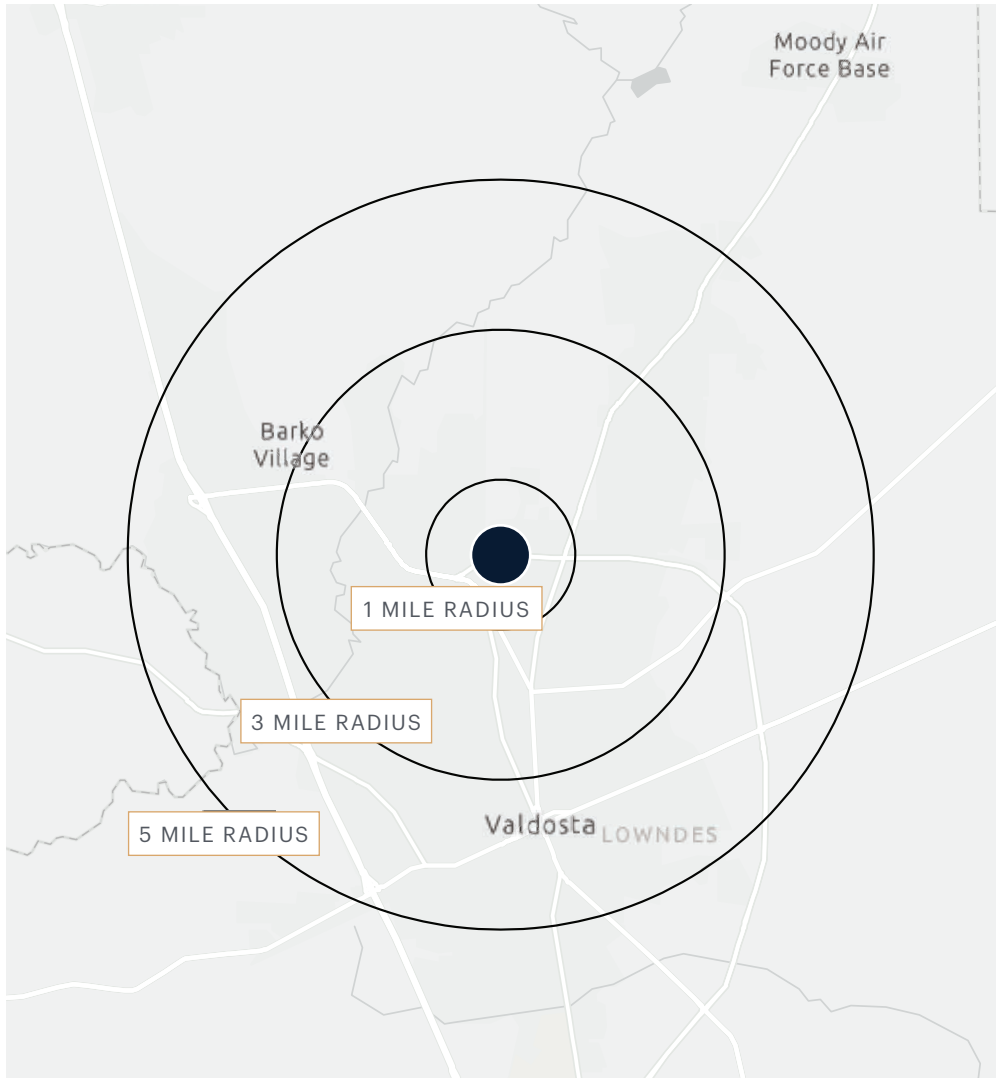 Moody Air
Force Base
Barko
Village
1 MILE RADIUS
3 MILE RADIUS
Valdosta
LOWNDES
5 MILE RADIUS